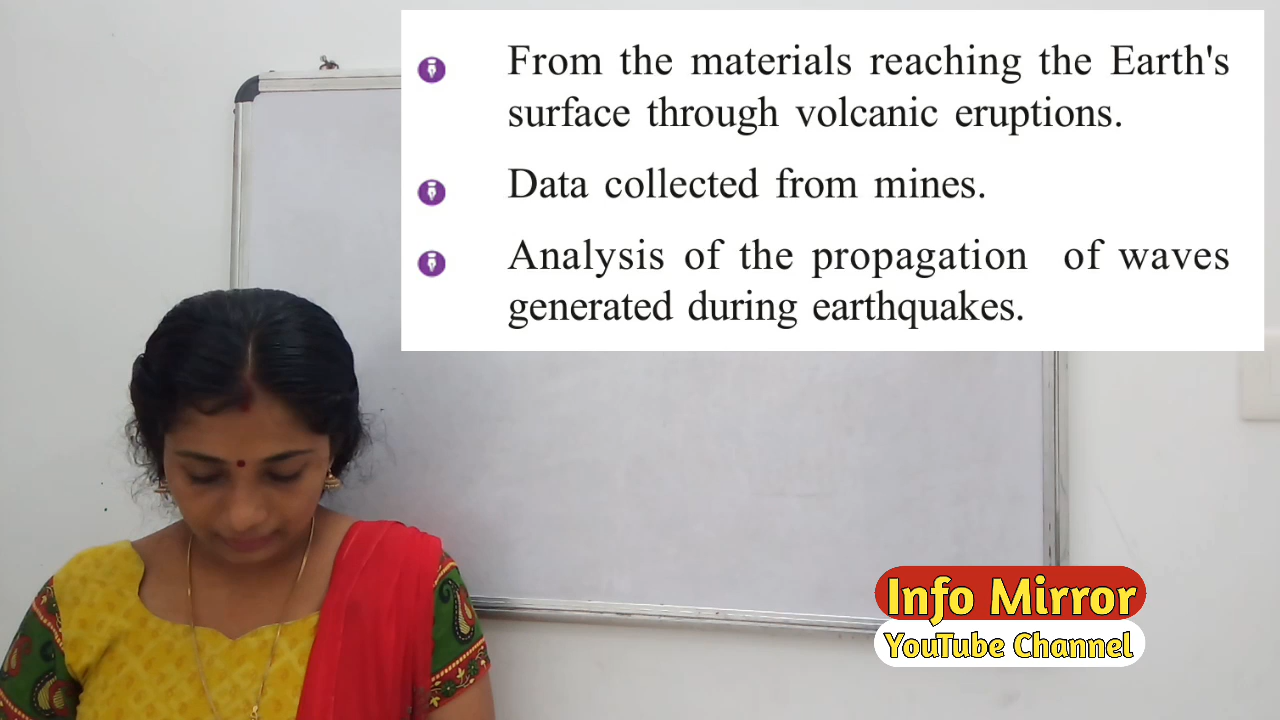 From the materials reaching the Earth's
surface through volcanic eruptions.
Data collected from mines.
Analysis of the propagation of waves
generated during earthquakes.
Info Mirror
YouTube Channel